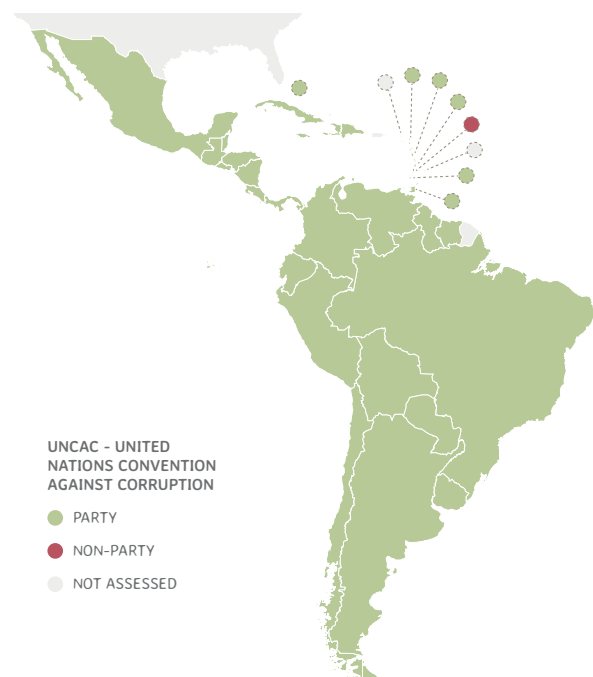 UNCAC - UNITED
NATIONS CONVENTION
AGAINST CORRUPTION
PARTY
NON-PARTY
NOT ASSESSED